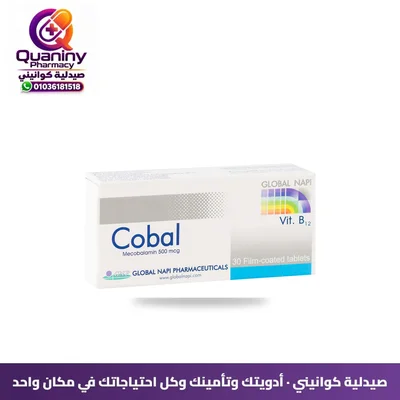 Quaniny
Pharmacy
صيدلية كوانيني
01036181518
GLOBAL NAPI
Vit. B12
Cobal
Mecobalamin 500 mcg
30 Film-coated tablets
GLOBAL NAPI PHARMACEUTICALS
www.globalnapi.com
صيدلية كوانيني · أدويتك وتأمينك وكل احتياجاتك في مكان واحد